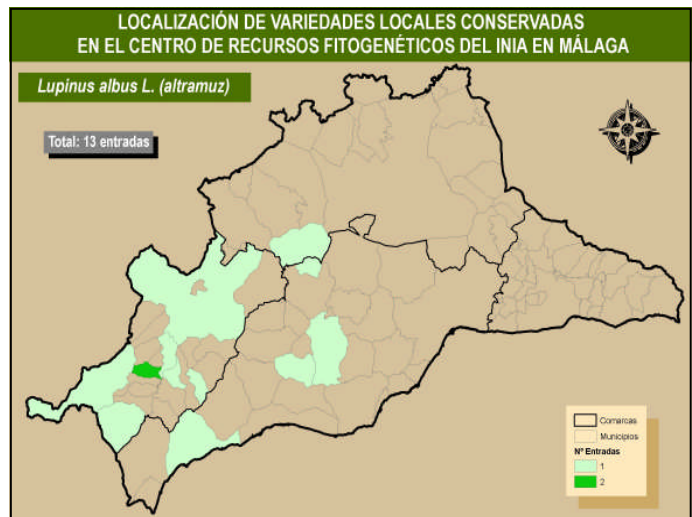 LOCALIZACIÓN DE VARIEDADES LOCALES CONSERVADAS
EN EL CENTRO DE RECURSOS FITOGENÉTICOS DEL INIA EN MÁLAGA
Lupinus albus L. (altramuz)
Total: 13 entradas
Comarcas
Municipios
Nº Entradas
1
2